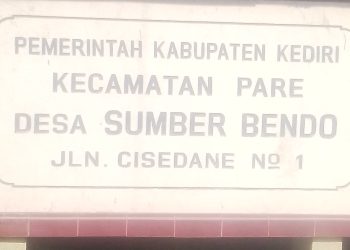 PEMERINTAH KABUPATEN KEDIRI
KECAMATAN PARE
DESA SUMBER BENDO
JLN. CISEDANE Nº 1